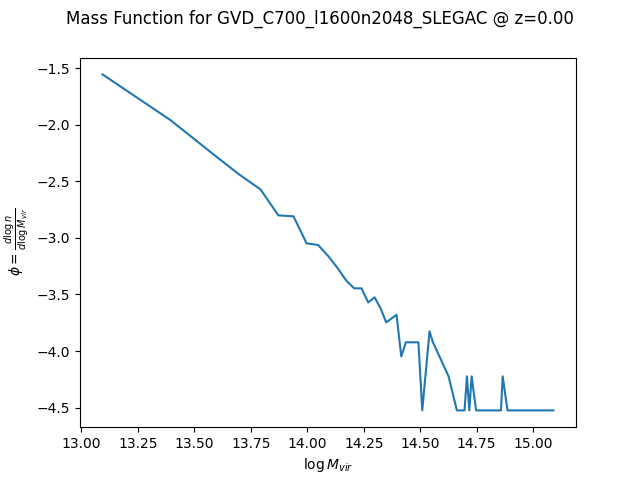 Mass Function for GVD_C700_l1600n2048_SLEGAC @ z=0.00
ϕ = d log n / d log M_vir
−1.5
−2.0
−2.5
−3.0
−3.5
−4.0
−4.5
13.00 13.25 13.50 13.75 14.00 14.25 14.50 14.75 15.00
log M_vir